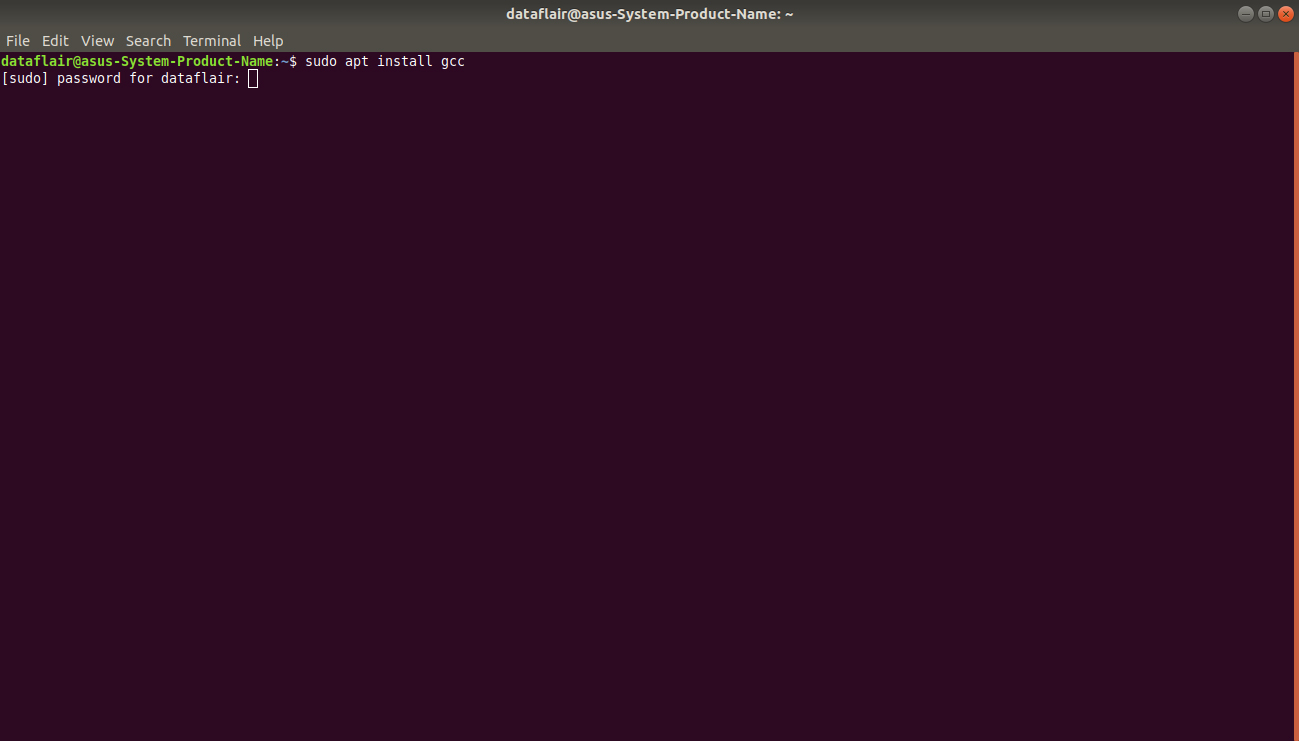 dataflair@asus-System-Product-Name: ~
File Edit View Search Terminal Help
dataflair@asus-System-Product-Name:~$ sudo apt install gcc
[sudo] password for dataflair: